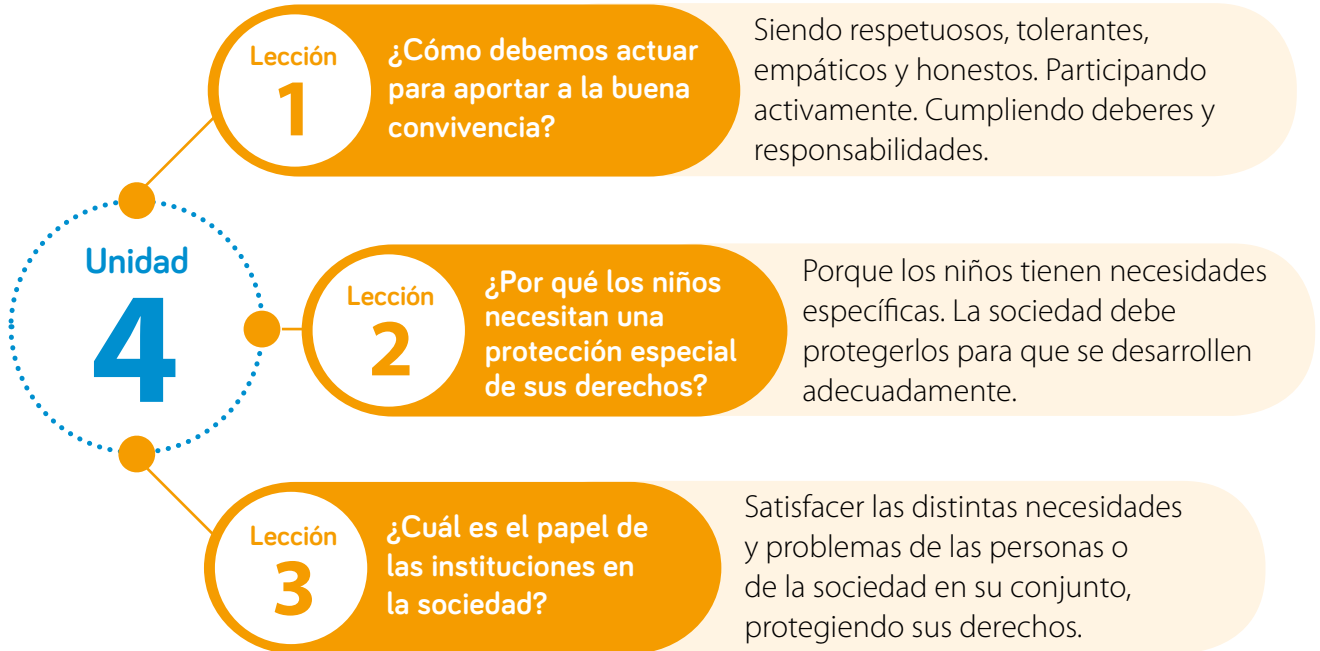 Unidad
4
Lección
1
¿Cómo debemos actuar
para aportar a la buena
convivencia?
Siendo respetuosos, tolerantes,
empáticos y honestos. Participando
activamente. Cumpliendo deberes y
responsabilidades.
Lección
2
¿Por qué los niños
necesitan una
protección especial
de sus derechos?
Porque los niños tienen necesidades
específicas. La sociedad debe
protegerlos para que se desarrollen
adecuadamente.
Lección
3
¿Cuál es el papel de
las instituciones en
la sociedad?
Satisfacer las distintas necesidades
y problemas de las personas o
de la sociedad en su conjunto,
protegiendo sus derechos.